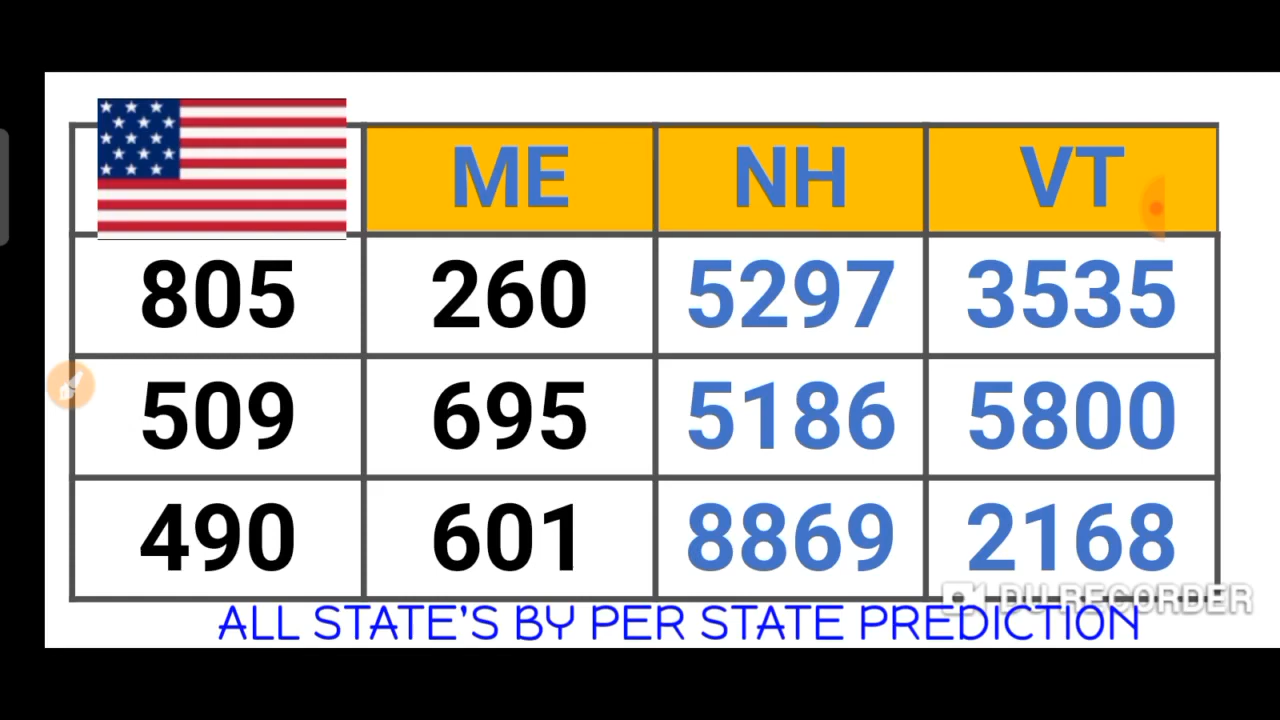 ME NH VT
805 260 5297 3535
509 695 5186 5800
490 601 8869 2168
DU RECORDER
ALL STATE'S BY PER STATE PREDICTION